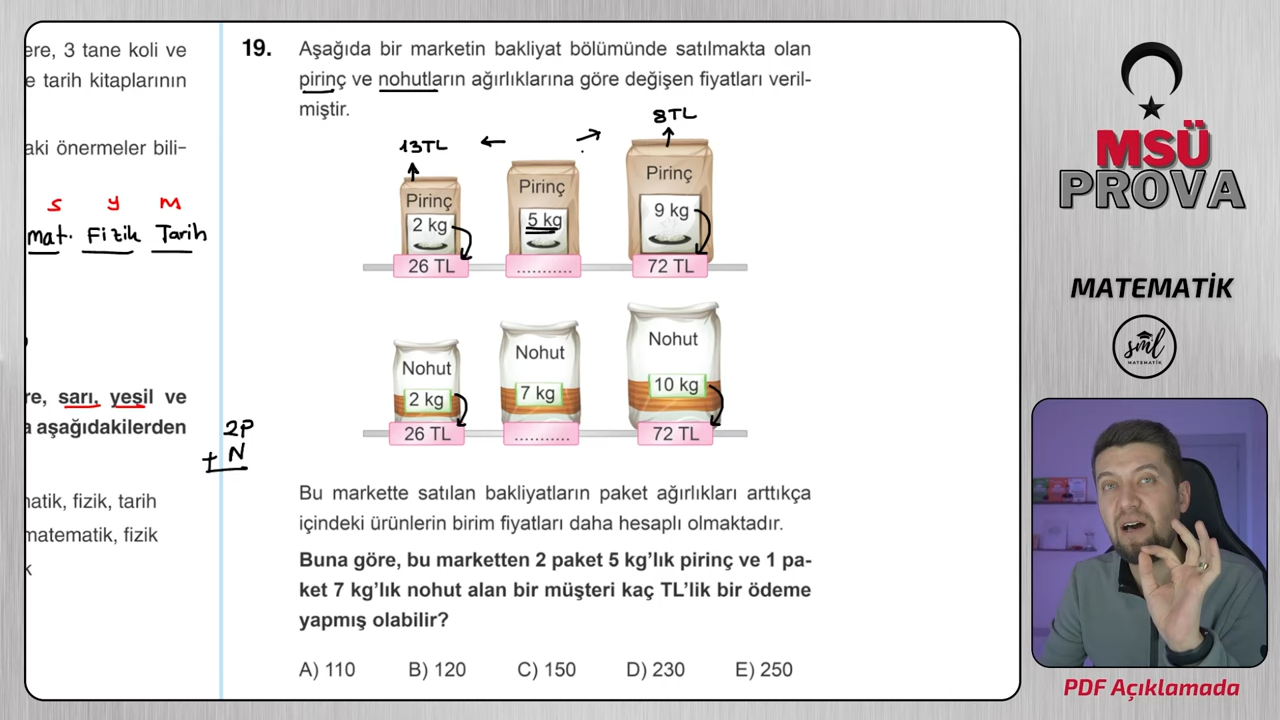 ere, 3 tane koli ve
e tarih kitaplarının
aki önermeler bili-
s y M
mat. Fizik Tarih
re, sarı, yeşil ve
a aşağıdakilerden
2P
+ N
natik, fizik, tarih
matematik, fizik
k
19. Aşağıda bir marketin bakliyat bölümünde satılmakta olan
pirinç ve nohutların ağırlıklarına göre değişen fiyatları veril-
miştir.
13TL
8TL
Pirinç
2 kg
26 TL
Pirinç
5 kg
............
Pirinç
9 kg
72 TL
Nohut
2 kg
26 TL
Nohut
7 kg
............
Nohut
10 kg
72 TL
Bu markette satılan bakliyatların paket ağırlıkları arttıkça
içindeki ürünlerin birim fiyatları daha hesaplı olmaktadır.
Buna göre, bu marketten 2 paket 5 kg’lık pirinç ve 1 pa-
ket 7 kg’lık nohut alan bir müşteri kaç TL’lik bir ödeme
yapmış olabilir?
A) 110 B) 120 C) 150 D) 230 E) 250
MSÜ
PROVA
MATEMATİK
sml
MATEMATİK
PDF Açıklamada